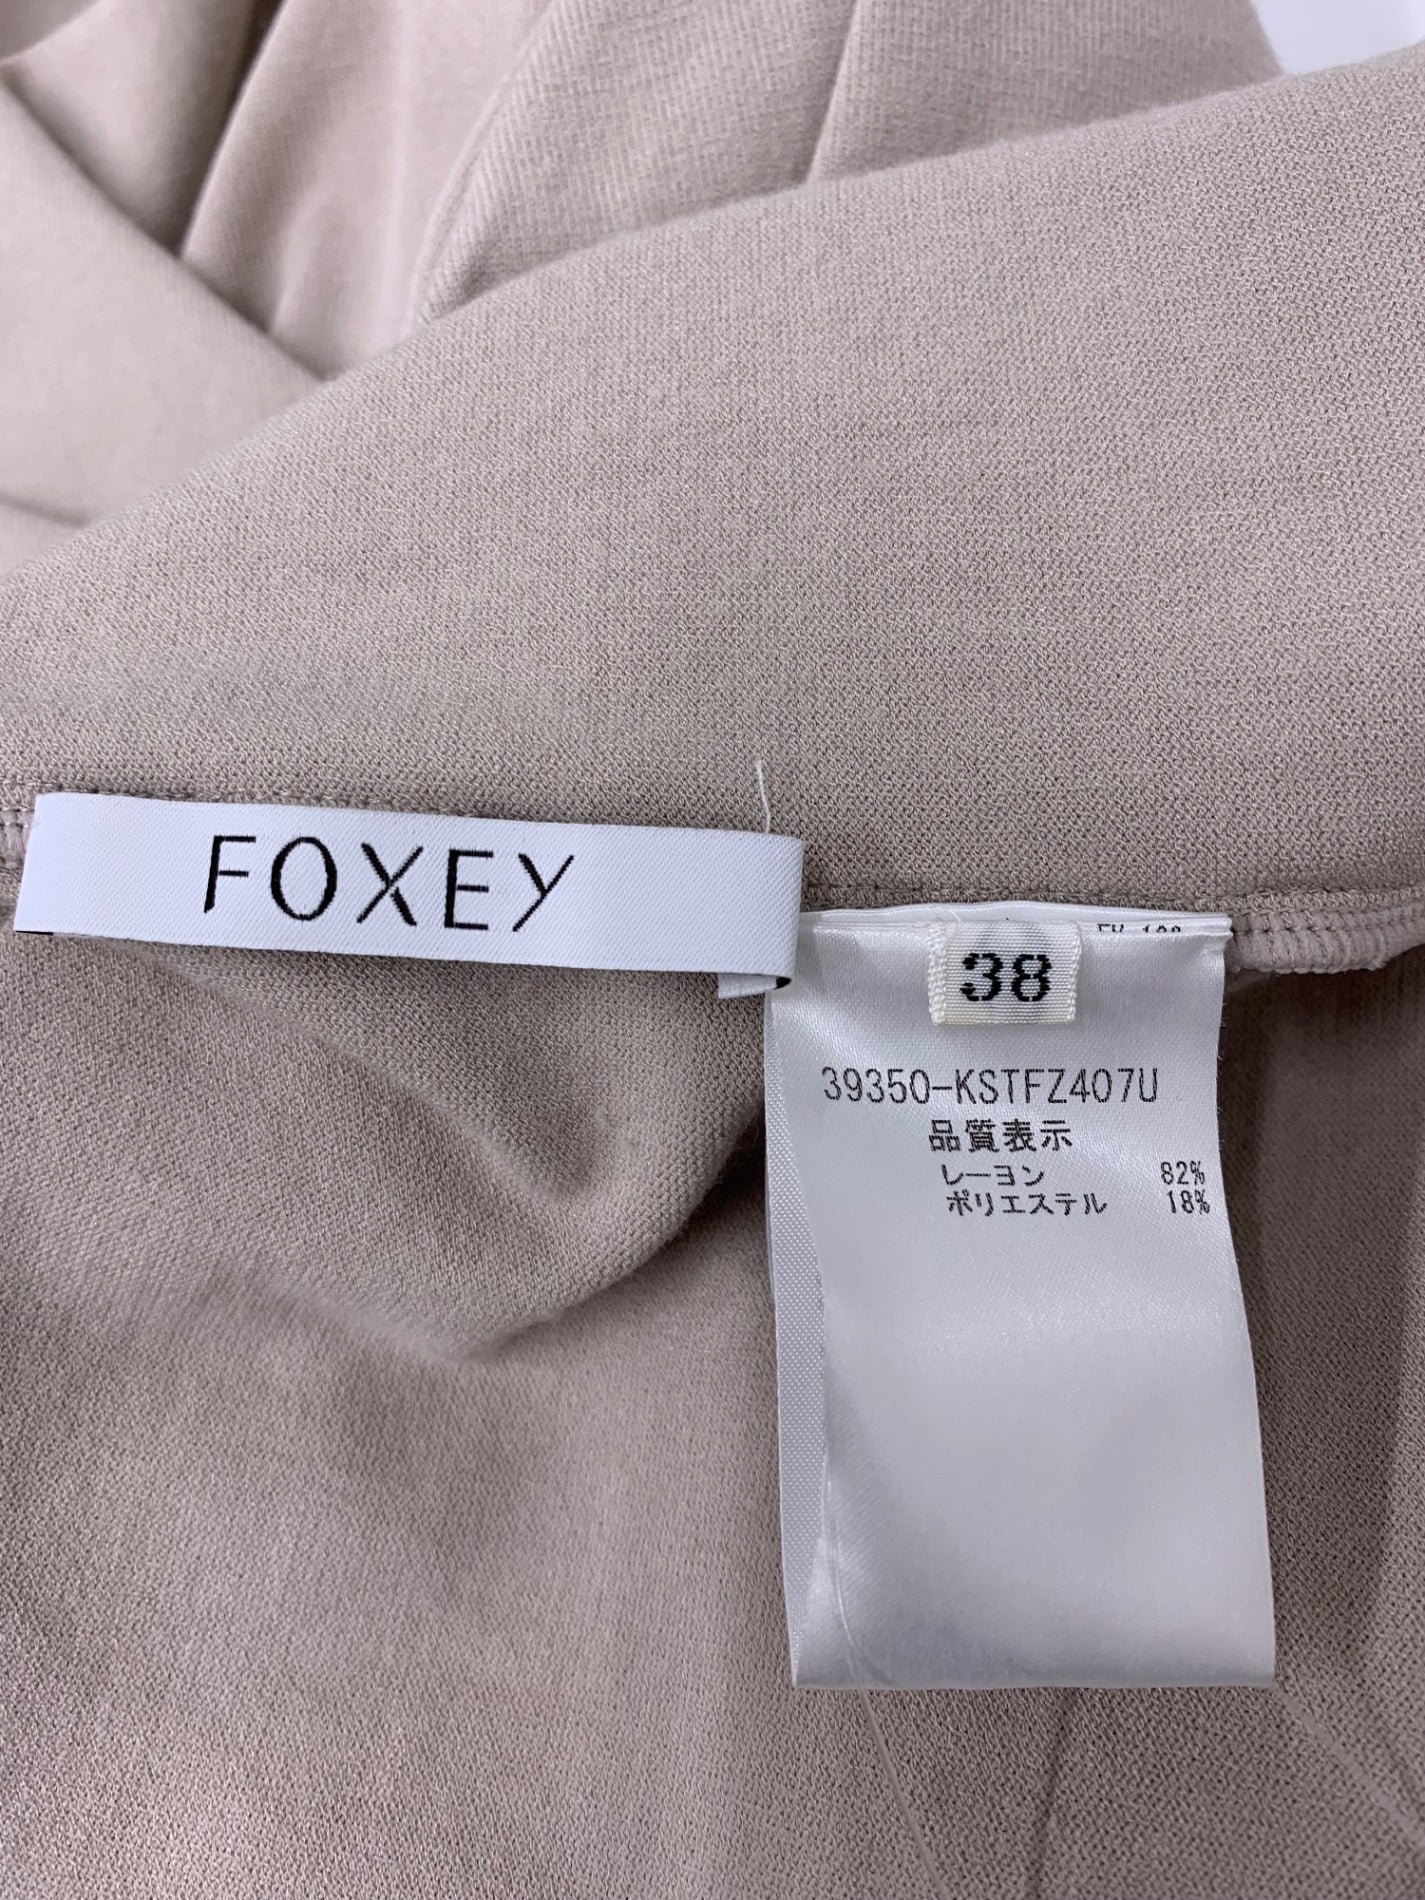 FOXEY
38
39350-KSTFZ407U
品質表示
レーヨン 82%
ポリエステル 18%